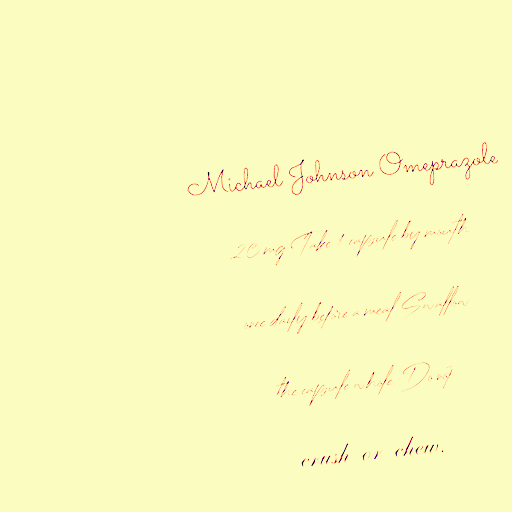 Michael Johnson Omeprazole
20 mg Take 1 capsule by mouth
once daily before a meal Swallow
the capsule whole Do not
crush or chew.